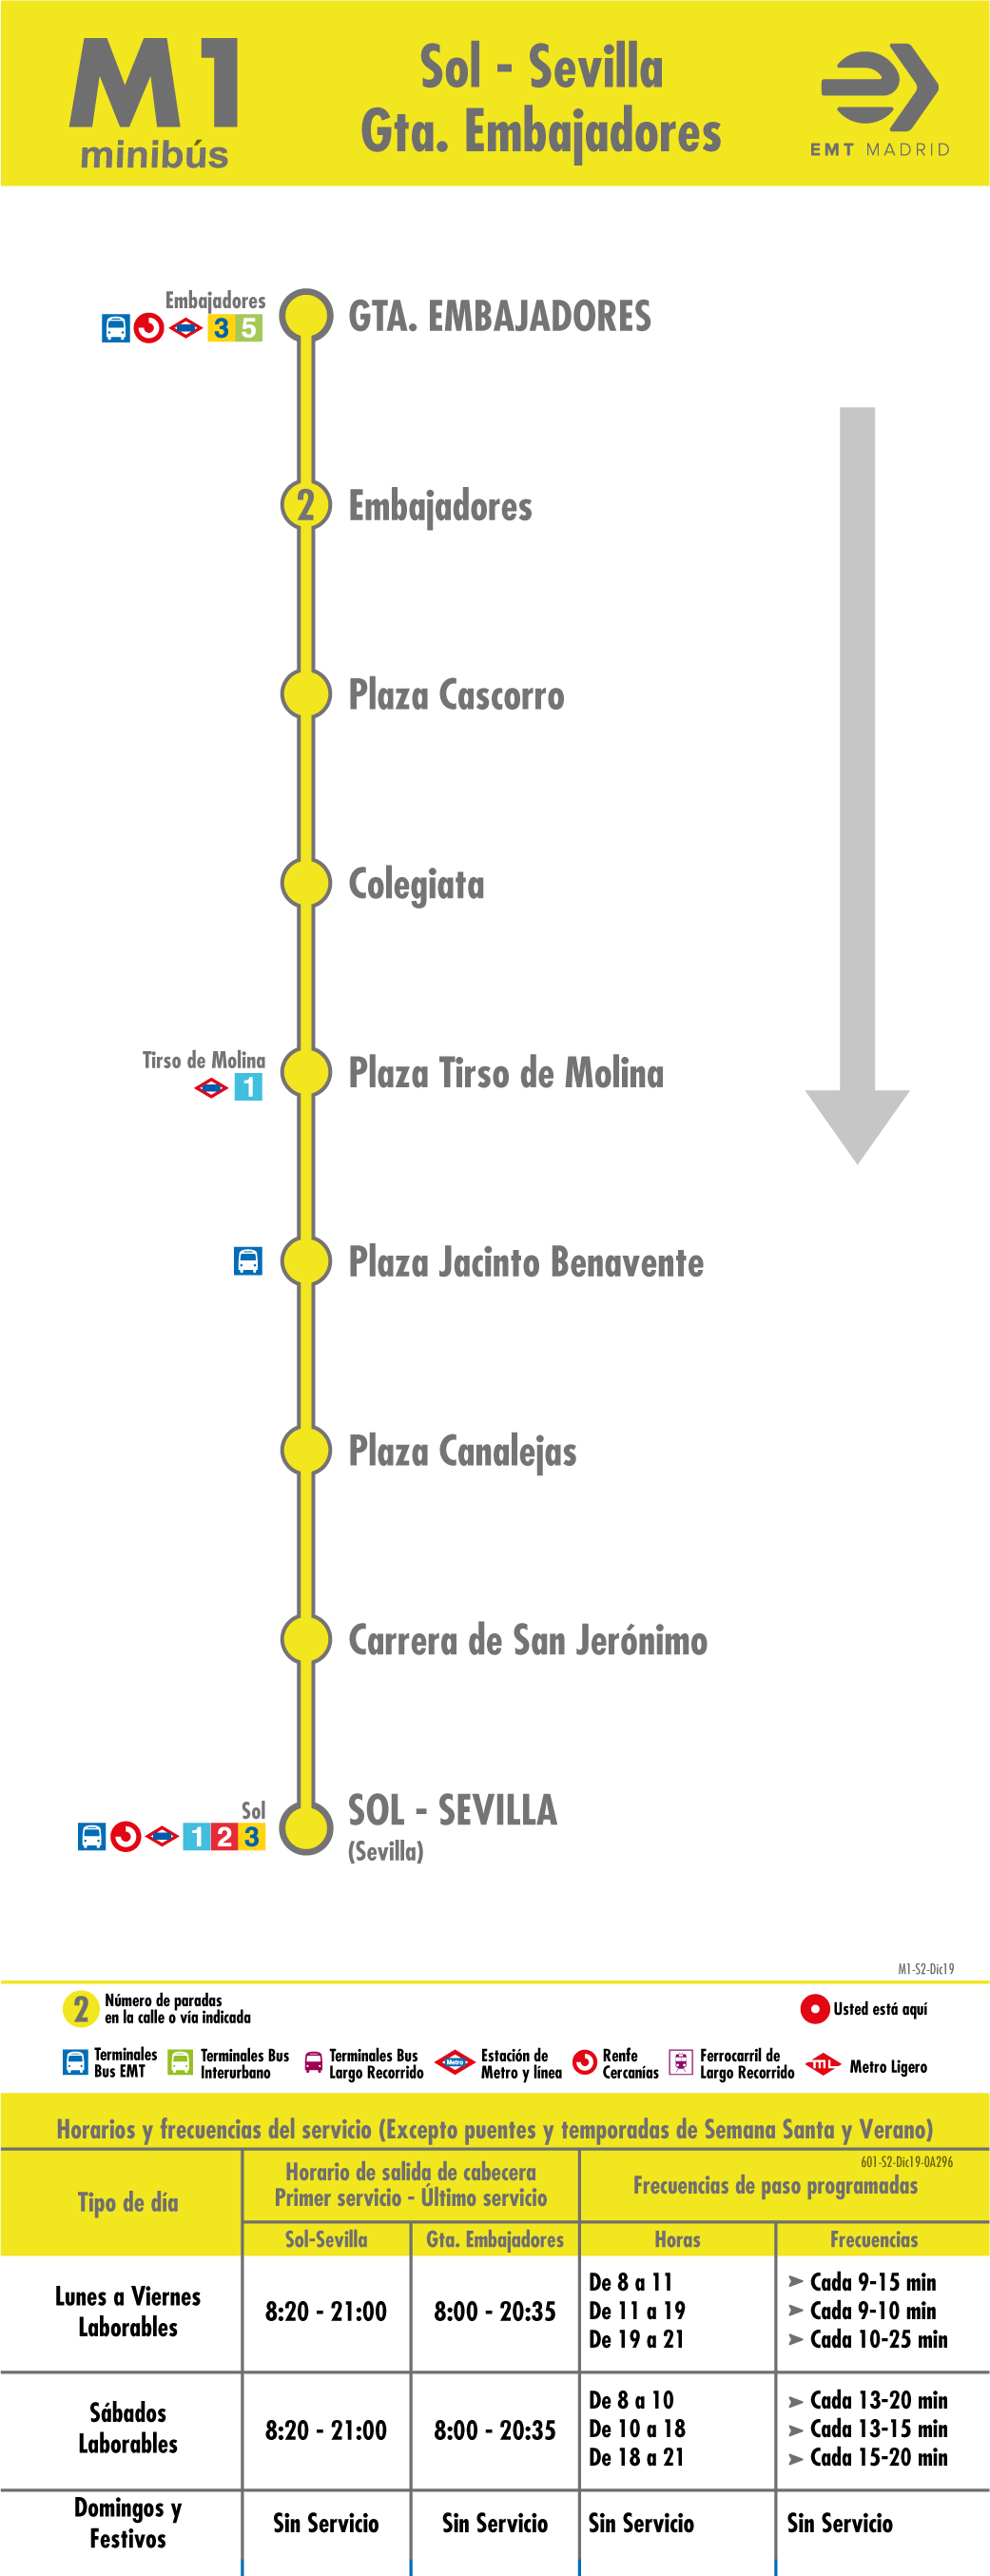 M1
minibús
Sol - Sevilla
Gta. Embajadores
EMT MADRID
Embajadores
3 5
GTA. EMBAJADORES
2
Embajadores
Plaza Cascorro
Colegiata
Tirso de Molina
1
Plaza Tirso de Molina
Plaza Jacinto Benavente
Plaza Canalejas
Carrera de San Jerónimo
Sol
1 2 3
SOL - SEVILLA
(Sevilla)
M1-S2-Dic19
2
Número de paradas
en la calle o vía indicada
Usted está aquí
Terminales
Bus EMT
Terminales Bus
Interurbano
Terminales Bus
Largo Recorrido
Metro
Estación de
Metro y línea
Renfe
Cercanías
Ferrocarril de
Largo Recorrido
ML
Metro Ligero
Horarios y frecuencias del servicio (Excepto puentes y temporadas de Semana Santa y Verano)
601-S2-Dic19-0A296
Tipo de día
Horario de salida de cabecera
Primer servicio - Último servicio
Frecuencias de paso programadas
Sol-Sevilla
Gta. Embajadores
Horas
Frecuencias
Lunes a Viernes
Laborables
8:20 - 21:00
8:00 - 20:35
De 8 a 11
➤ Cada 9-15 min
De 11 a 19
➤ Cada 9-10 min
De 19 a 21
➤ Cada 10-25 min
Sábados
Laborables
8:20 - 21:00
8:00 - 20:35
De 8 a 10
➤ Cada 13-20 min
De 10 a 18
➤ Cada 13-15 min
De 18 a 21
➤ Cada 15-20 min
Domingos y
Festivos
Sin Servicio
Sin Servicio
Sin Servicio
Sin Servicio